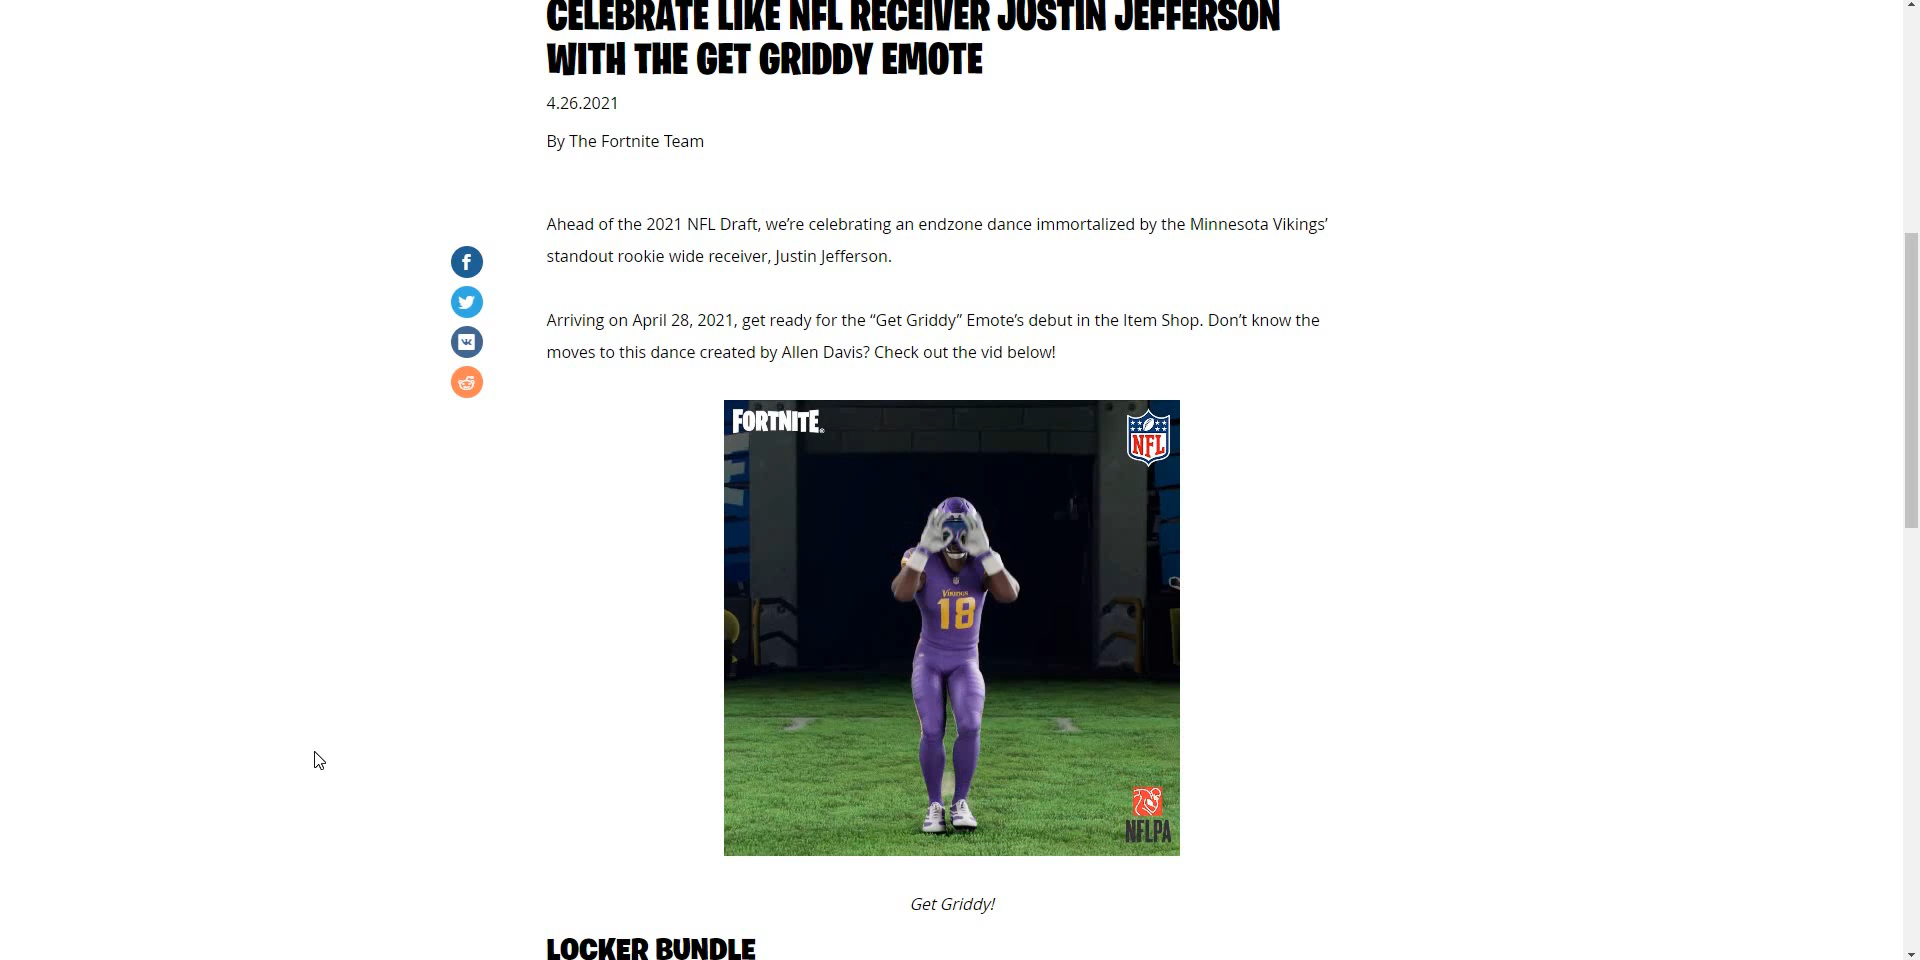 CELEBRATE LIKE NFL RECEIVER JUSTIN JEFFERSON
WITH THE GET GRIDDY EMOTE
4.26.2021
By The Fortnite Team
Ahead of the 2021 NFL Draft, we’re celebrating an endzone dance immortalized by the Minnesota Vikings’
standout rookie wide receiver, Justin Jefferson.
Arriving on April 28, 2021, get ready for the “Get Griddy” Emote’s debut in the Item Shop. Don’t know the
moves to this dance created by Allen Davis? Check out the vid below!
FORTNITE
NFL
VIKINGS
18
NFLPA
Get Griddy!
LOCKER BUNDLE